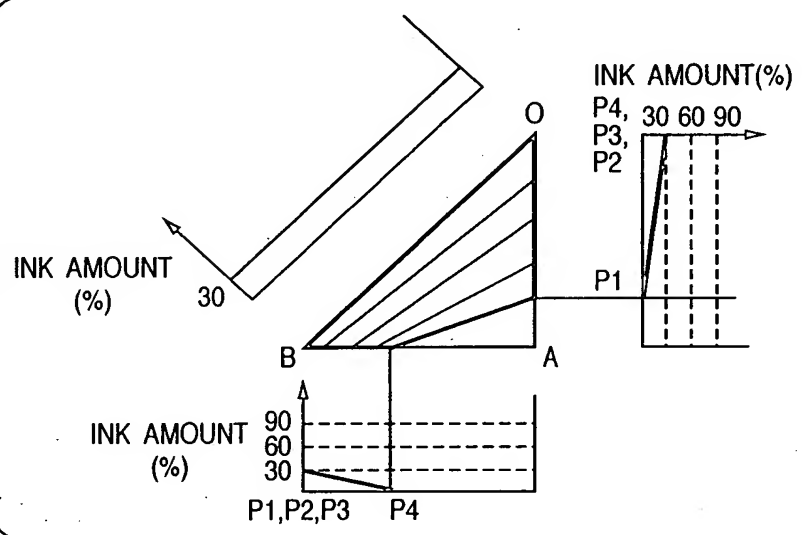 INK AMOUNT(%)
P4,
P3,
P2
30 60 90
O
P1
INK AMOUNT
(%)
30
B
A
INK AMOUNT
(%)
90
60
30
P1,P2,P3
P4